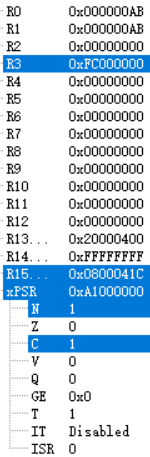 R0 0x000000AB
R1 0x000000AB
R2 0x00000000
R3 0xFC000000
R4 0x00000000
R5 0x00000000
R6 0x00000000
R7 0x00000000
R8 0x00000000
R9 0x00000000
R10 0x00000000
R11 0x00000000
R12 0x00000000
R13... 0x20000400
R14... 0xFFFFFFFF
R15... 0x0800041C
xPSR 0xA1000000
N 1
Z 0
C 1
V 0
Q 0
GE 0x0
T 1
IT Disabled
ISR 0